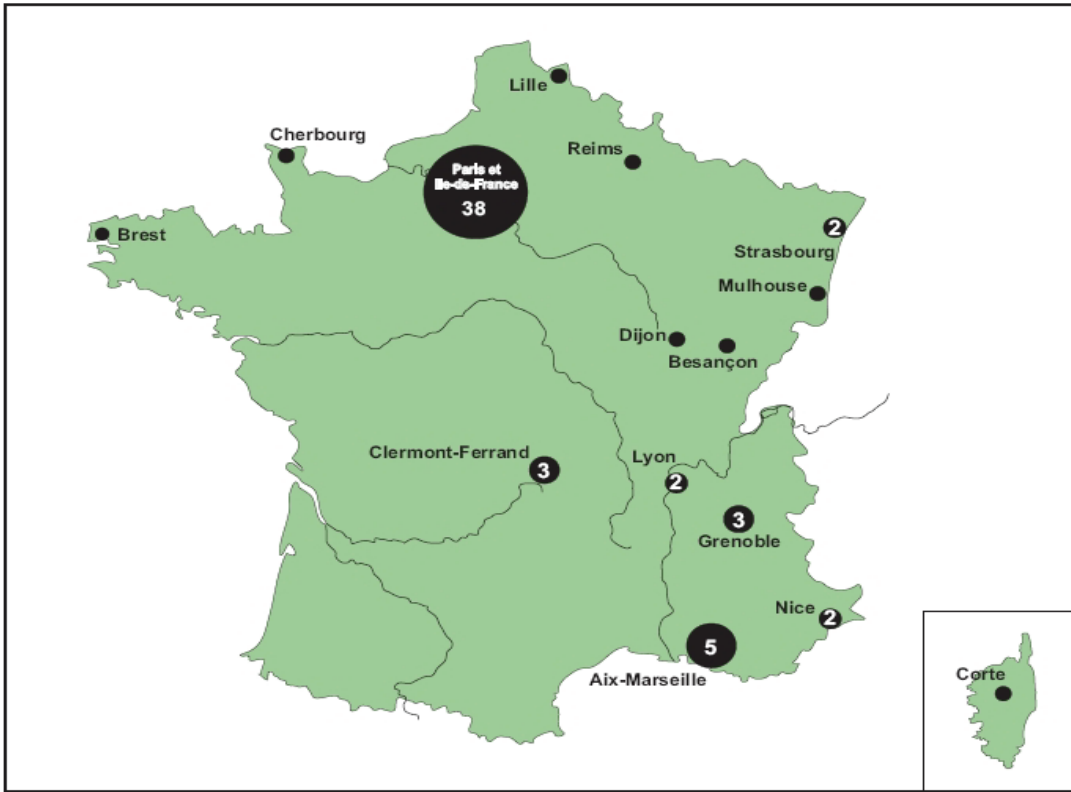 Lille
Cherbourg
Reims
Paris et
Ile-de-France
38
Brest
2
Strasbourg
Mulhouse
Dijon
Besançon
Clermont-Ferrand
3
Lyon
2
3
Grenoble
Nice
2
5
Aix-Marseille
Corte